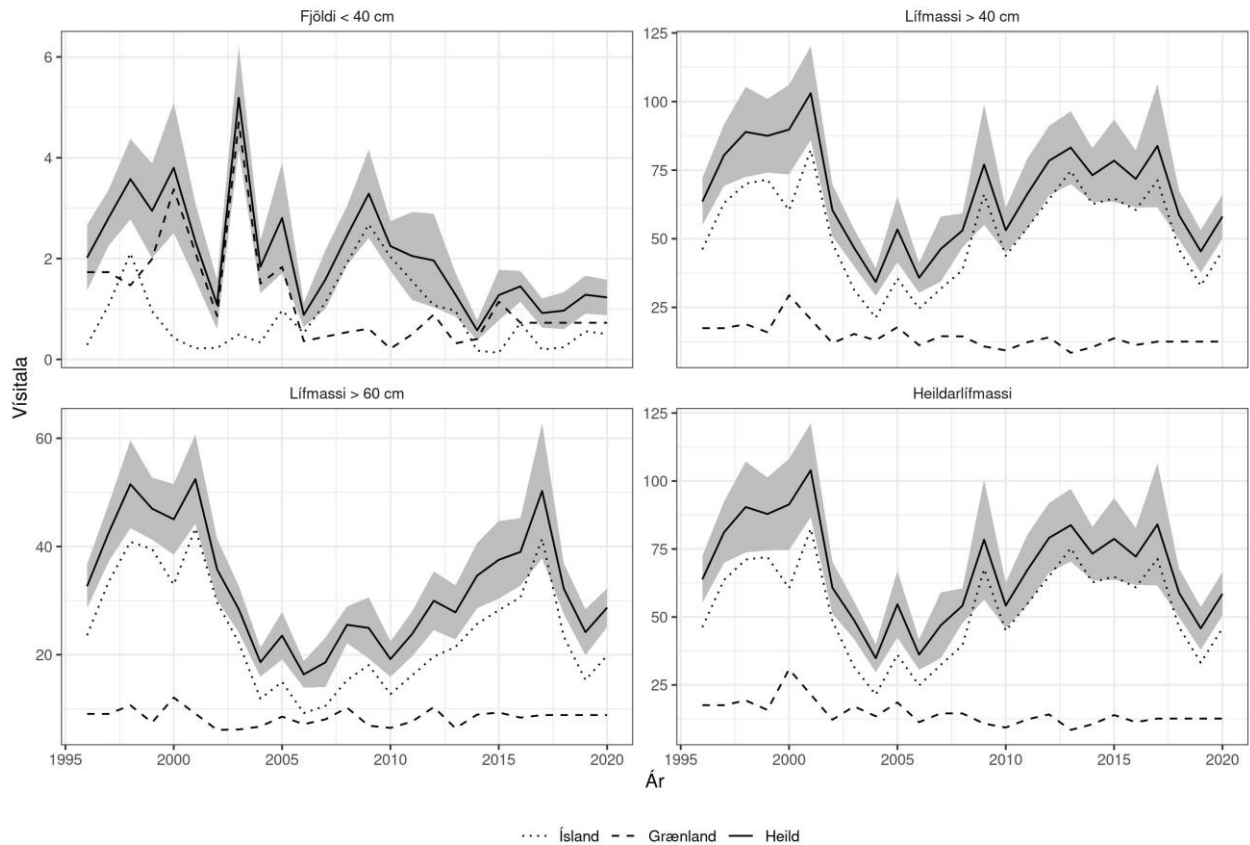 Fjöldi < 40 cm
Lífmassi > 40 cm
6
4
2
0
125
100
75
50
25
Vísitala
Lífmassi > 60 cm
Heildarlífmassi
60
40
20
125
100
75
50
25
1995 2000 2005 2010 2015 2020
1995 2000 2005 2010 2015 2020
Ár
Ísland Grænland Heild